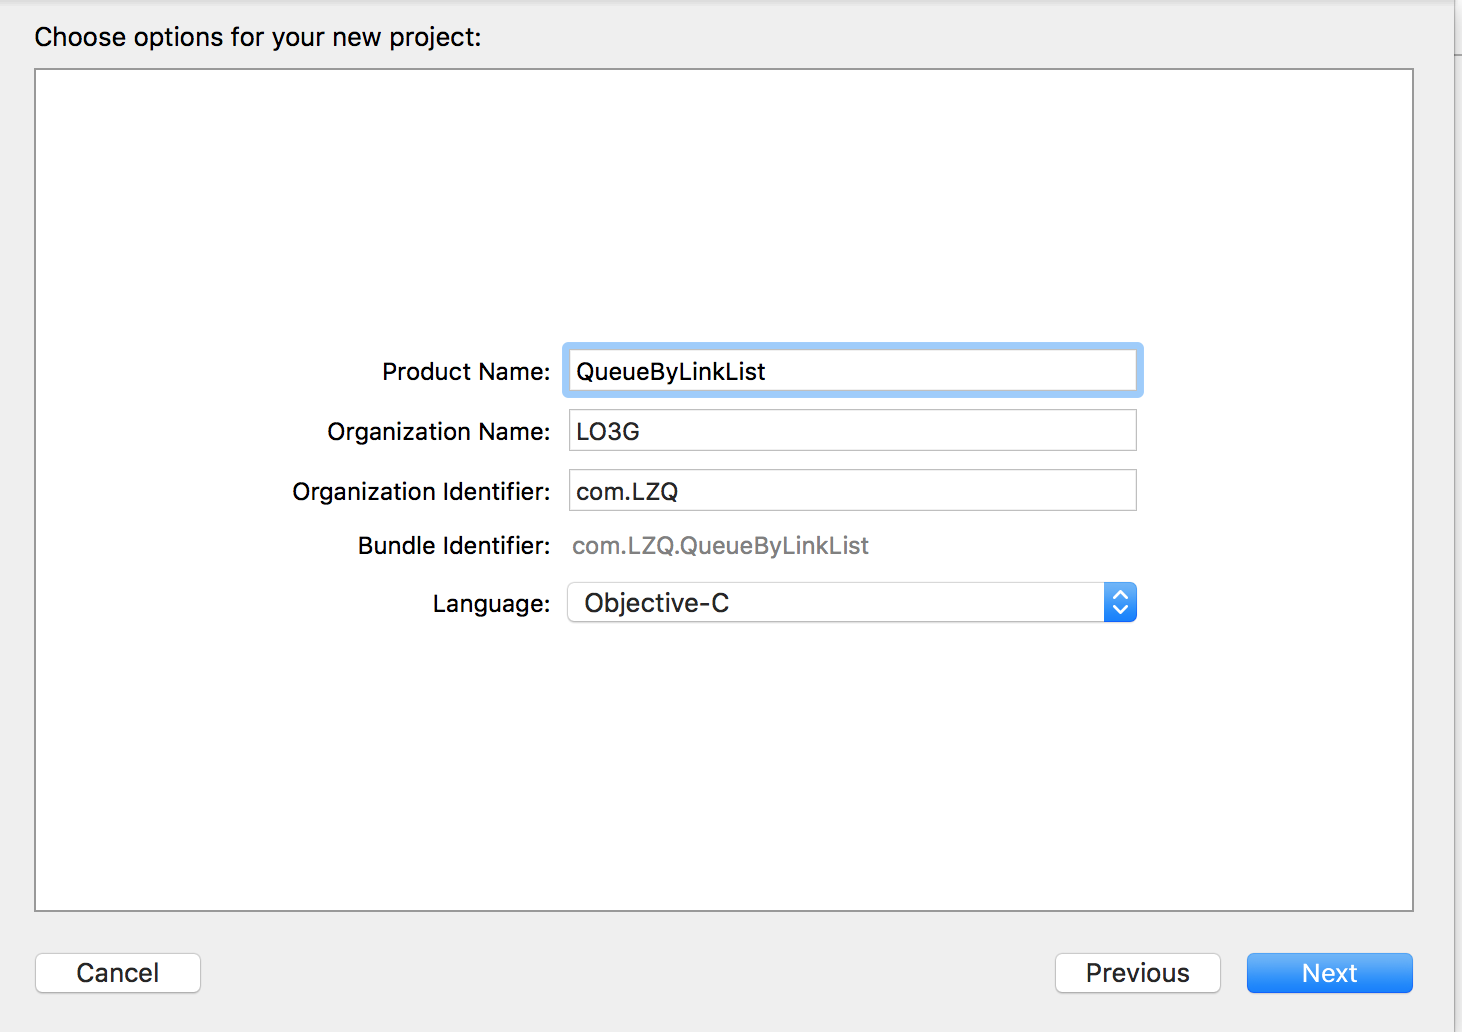 Choose options for your new project:
Product Name: QueueByLinkList
Organization Name: LO3G
Organization Identifier: com.LZQ
Bundle Identifier: com.LZQ.QueueByLinkList
Language: Objective-C
Cancel Previous Next